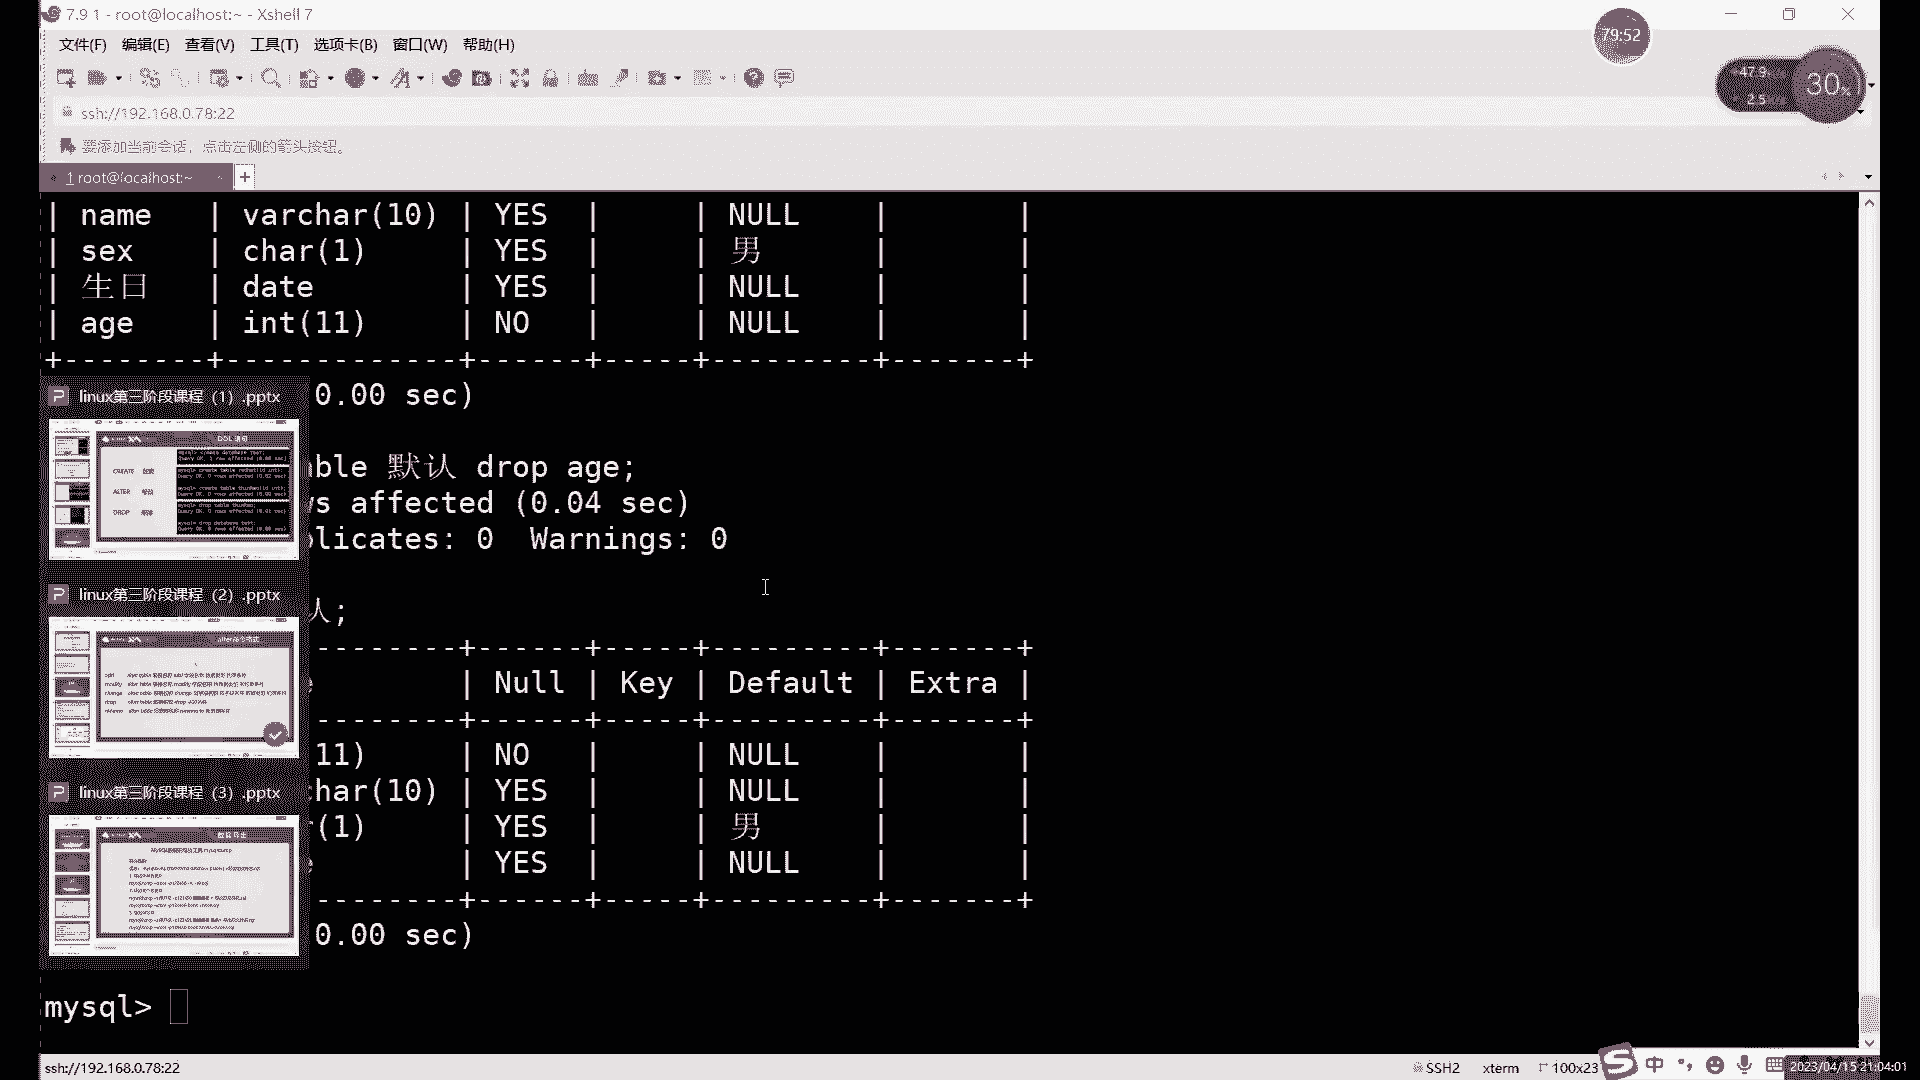 7.9 1 - root@localhost:~ - Xshell 7
79:52
文件(F) 编辑(E) 查看(V) 工具(T) 选项卡(B) 窗口(W) 帮助(H)
47.9
2.5
30%
ssh://192.168.0.78:22
要添加当前会话，点击左侧的箭头按钮。
1 root@localhost:~
| name | varchar(10) | YES | | NULL | |
| sex | char(1) | YES | | 男 | |
| 生日 | date | YES | | NULL | |
| age | int(11) | NO | | NULL | |
+--------+-------------+------+-----+---------+-------+
linux第三阶段课程（1）.pptx
0.00 sec)
DDL 语句
CREATE
ALTER
DROP
ble 默认 drop age;
s affected (0.04 sec)
licates: 0 Warnings: 0
linux第三阶段课程（2）.pptx
人;
--------+------+-----+---------+-------+
| Null | Key | Default | Extra |
--------+------+-----+---------+-------+
11) | NO | | NULL | |
linux第三阶段课程（3）.pptx
har(10) | YES | | NULL | |
(1) | YES | | 男 | |
| YES | | NULL | |
--------+------+-----+---------+-------+
0.00 sec)
mysql>
ssh://192.168.0.78:22
SSH2 xterm 100x23
中
2023/04/15 21:04:01